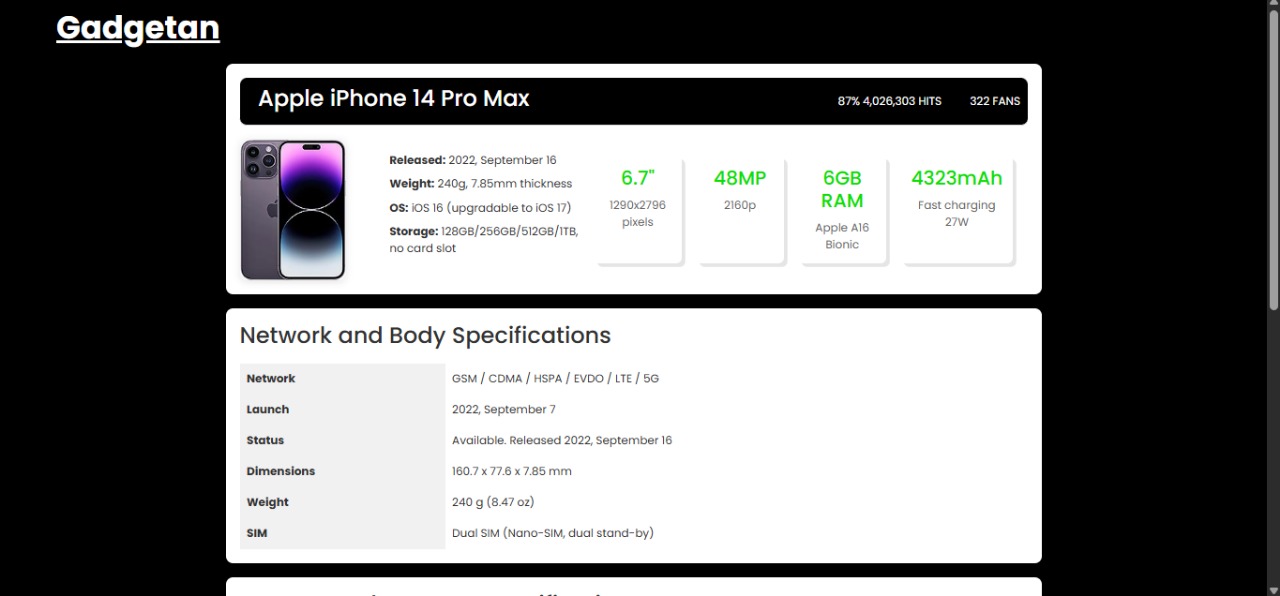 Gadgetan
Apple iPhone 14 Pro Max
87% 4,026,303 HITS
322 FANS
Released: 2022, September 16
Weight: 240g, 7.85mm thickness
OS: iOS 16 (upgradable to iOS 17)
Storage: 128GB/256GB/512GB/1TB,
no card slot
6.7"
1290x2796
pixels
48MP
2160p
6GB
RAM
Apple A16
Bionic
4323mAh
Fast charging
27W
Network and Body Specifications
Network GSM / CDMA / HSPA / EVDO / LTE / 5G
Launch 2022, September 7
Status Available. Released 2022, September 16
Dimensions 160.7 x 77.6 x 7.85 mm
Weight 240 g (8.47 oz)
SIM Dual SIM (Nano-SIM, dual stand-by)